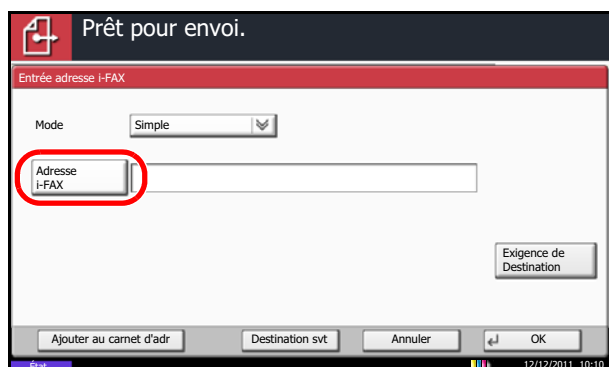 Prêt pour envoi.
Entrée adresse i-FAX
Mode
Simple
Adresse
i-FAX
Exigence de
Destination
Ajouter au carnet d'adr
Destination svt
Annuler
OK
État
12/12/2011 10:10